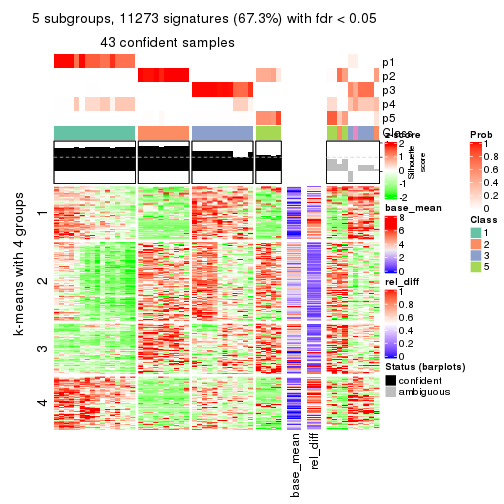 5 subgroups, 11273 signatures (67.3%) with fdr < 0.05
43 confident samples
p1
p2
p3
p4
p5
Class
z-score
2
1
0
-1
-2
Silhouette
score
k-means with 4 groups
1
2
3
4
base_mean
8
6
4
2
0
rel_diff
1
0.8
0.6
0.4
0.2
0
Status (barplots)
confident
ambiguous
Prob
1
0.8
0.6
0.4
0.2
0
Class
1
2
3
5
base_mean
rel_diff